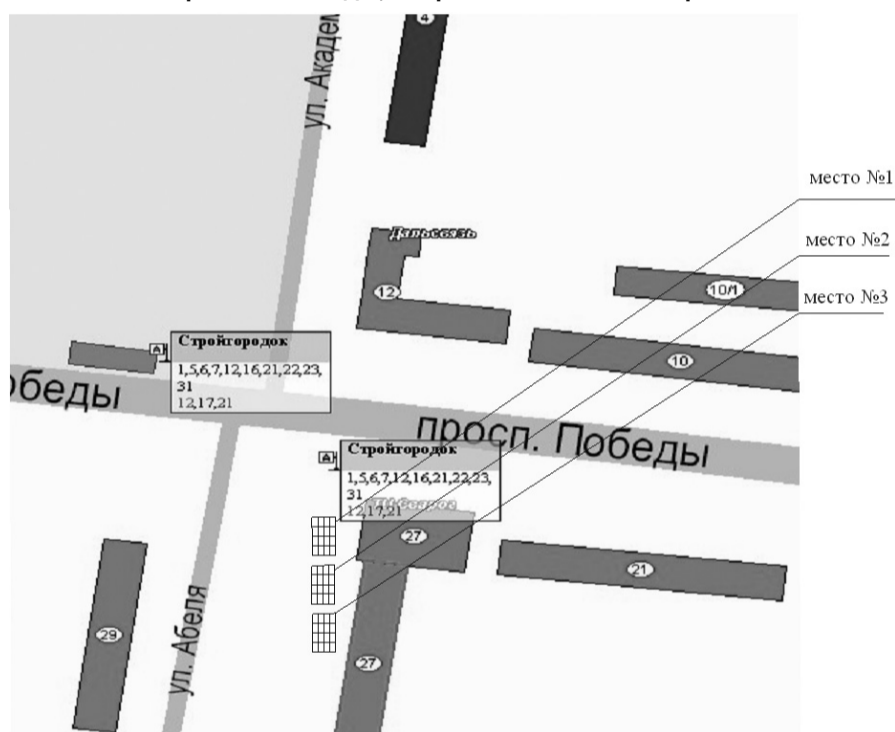 4
ул. Академ
место №1
Дальсвязь
место №2
12
10/1
место №3
А
Стройгородок
1,5,6,7,12,16,21,22,23,
31
12,17,21
10
обеды
просп. Победы
А
Стройгородок
1,5,6,7,12,16,21,22,23,
31
12,17,21
27
21
29
ул. Абеля
27